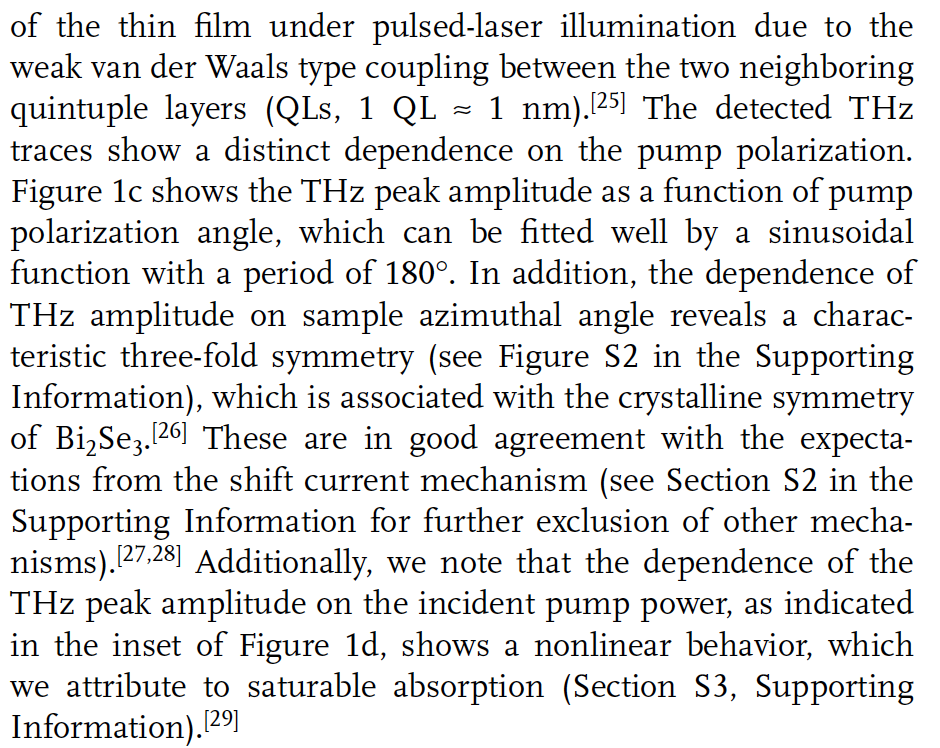 of the thin film under pulsed-laser illumination due to the
weak van der Waals type coupling between the two neighboring
quintuple layers (QLs, 1 QL ≈ 1 nm).[25] The detected THz
traces show a distinct dependence on the pump polarization.
Figure 1c shows the THz peak amplitude as a function of pump
polarization angle, which can be fitted well by a sinusoidal
function with a period of 180°. In addition, the dependence of
THz amplitude on sample azimuthal angle reveals a charac-
teristic three-fold symmetry (see Figure S2 in the Supporting
Information), which is associated with the crystalline symmetry
of Bi₂Se₃.[26] These are in good agreement with the expecta-
tions from the shift current mechanism (see Section S2 in the
Supporting Information for further exclusion of other mecha-
nisms).[27,28] Additionally, we note that the dependence of the
THz peak amplitude on the incident pump power, as indicated
in the inset of Figure 1d, shows a nonlinear behavior, which
we attribute to saturable absorption (Section S3, Supporting
Information).[29]